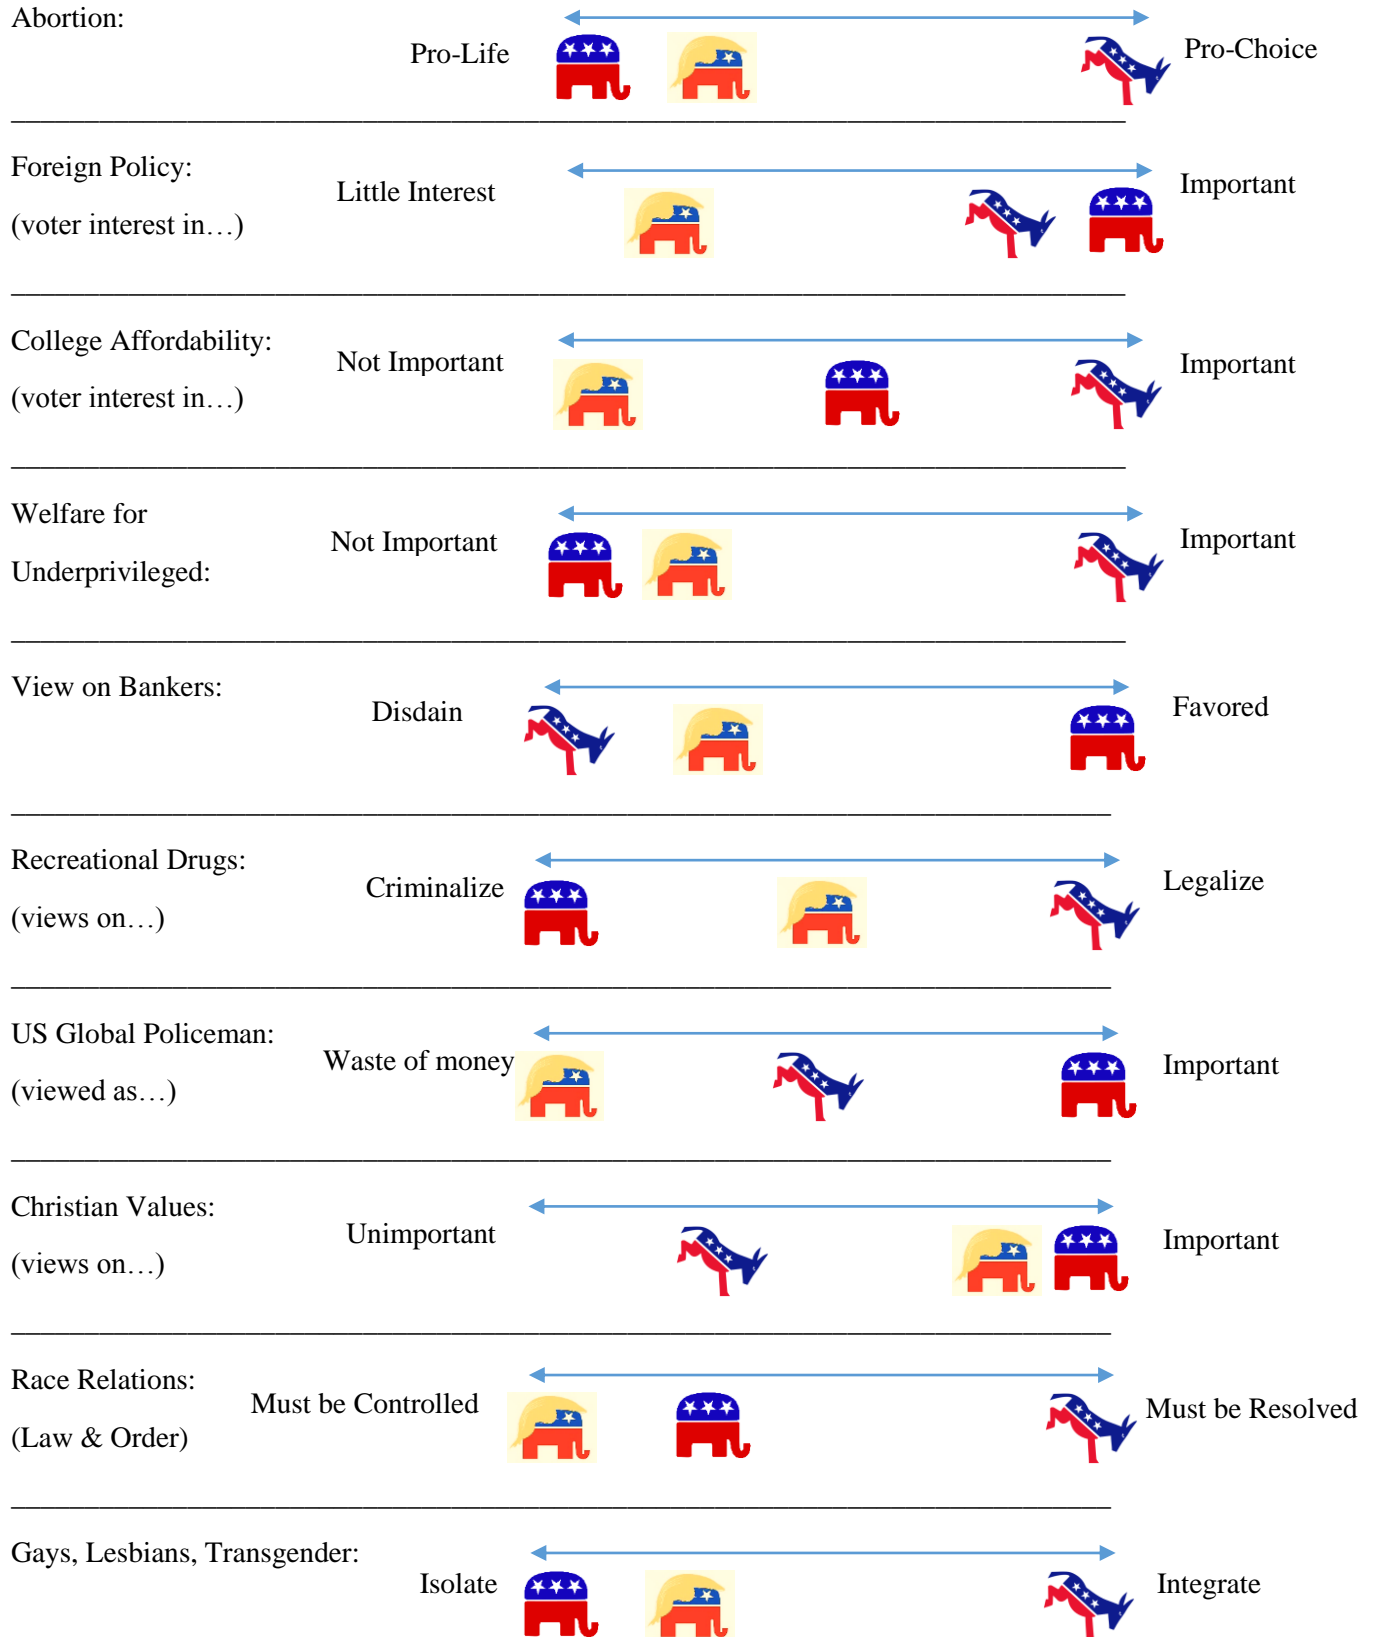 Abortion:
Pro-Life
Pro-Choice
Foreign Policy:
Little Interest
Important
(voter interest in…)
College Affordability:
Not Important
Important
(voter interest in…)
Welfare for
Not Important
Important
Underprivileged:
View on Bankers:
Disdain
Favored
Recreational Drugs:
Criminalize
Legalize
(views on…)
US Global Policeman:
Waste of money
Important
(viewed as…)
Christian Values:
Unimportant
Important
(views on…)
Race Relations:
Must be Controlled
Must be Resolved
(Law & Order)
Gays, Lesbians, Transgender:
Isolate
Integrate